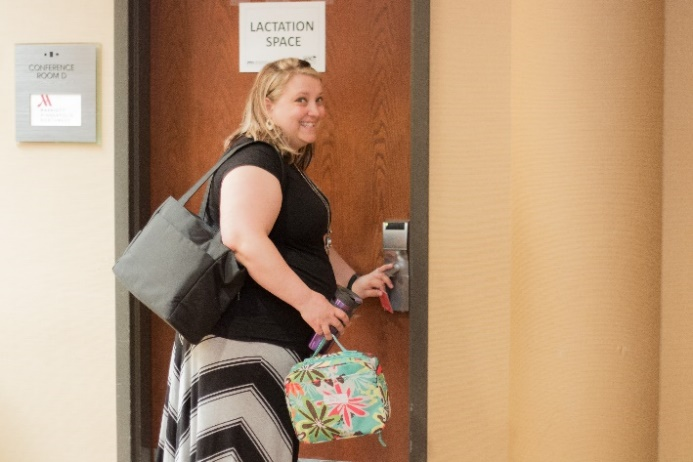 LACTATION
SPACE
CONFERENCE
ROOM D